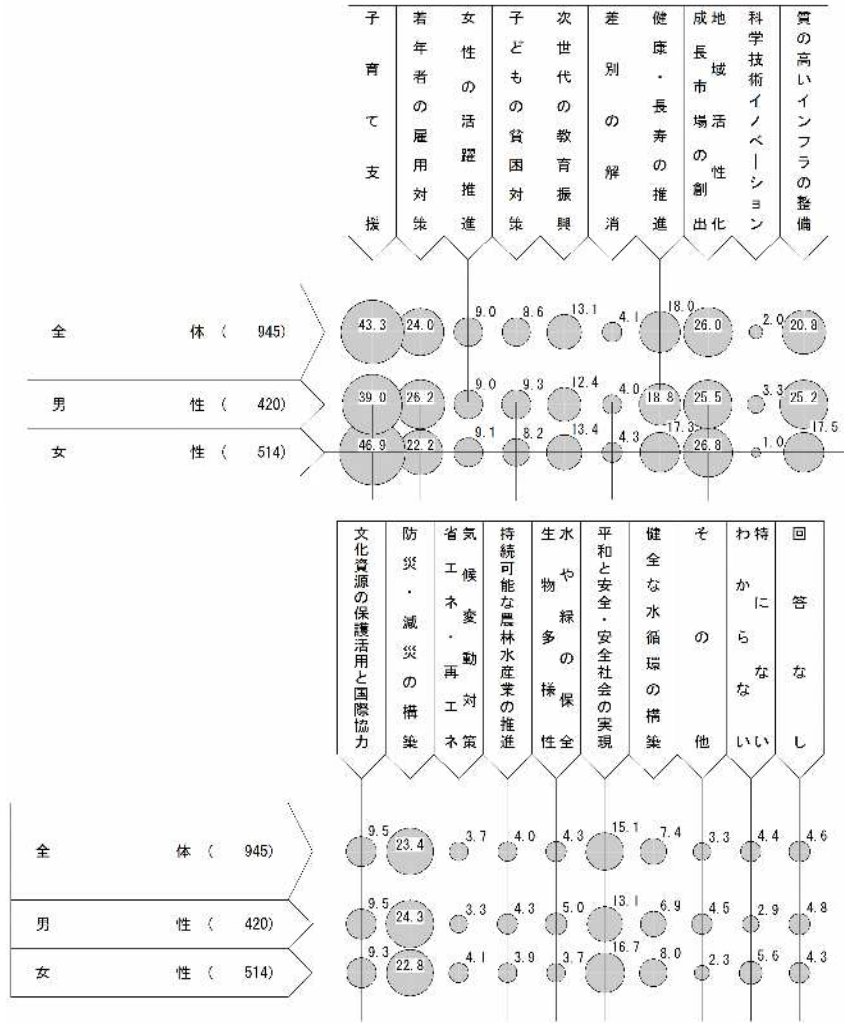 子育て支援
若年者の雇用対策
女性の活躍推進
子どもの貧困対策
次世代の教育振興
差別の解消
健康・長寿の推進
地域活性化
成長市場の創出
科学技術イノベーション
質の高いインフラの整備
全体( 945) 43.3 24.0 9.0 8.6 13.1 4.1 18.0 26.0 2.0 20.8
男性( 420) 39.0 26.2 9.0 9.3 12.4 4.0 18.8 25.5 3.3 25.2
女性( 514) 46.9 22.2 9.1 8.2 13.4 4.3 17.3 26.8 1.0 17.5
文化資源の保護活用と国際協力
防災・減災の構築
気候変動対策
省エネ・再エネ
持続可能な農林水産業の推進
水や緑の保全
生物多様性
平和と安全・安全社会の実現
健全な水循環の構築
その他
特にない
わからない
回答なし
全体( 945) 9.5 23.4 3.7 4.0 4.3 15.1 7.4 3.3 4.4 4.6
男性( 420) 9.5 24.3 3.3 4.3 5.0 13.1 6.9 4.5 2.9 4.8
女性( 514) 9.3 22.8 4.1 3.9 3.7 16.7 8.0 2.3 5.6 4.3